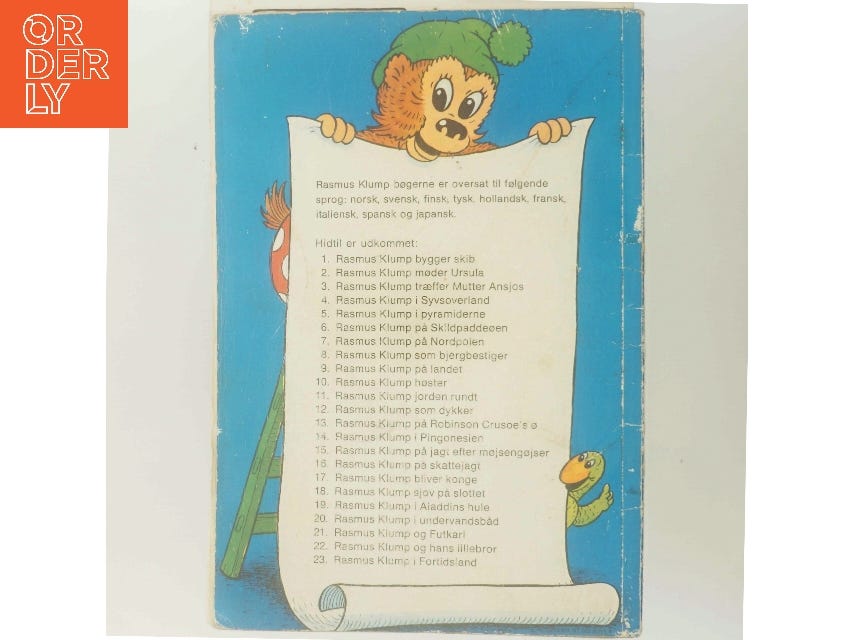 OR
DER
LY
Rasmus Klump bøgerne er oversat til følgende
sprog: norsk, svensk, finsk, tysk, hollandsk, fransk,
italiensk, spansk og japansk.
Hidtil er udkommet:
1. Rasmus Klump bygger skib
2. Rasmus Klump møder Ursula
3. Rasmus Klump træffer Mutter Ansjos
4. Rasmus Klump i Syvsoverland
5. Rasmus Klump i pyramiderne
6. Rasmus Klump på Skildpaddeøen
7. Rasmus Klump på Nordpolen
8. Rasmus Klump som bjergbestiger
9. Rasmus Klump på landet
10. Rasmus Klump høster
11. Rasmus Klump jorden rundt
12. Rasmus Klump som dykker
13. Rasmus Klump på Robinson Crusoe's ø
14. Rasmus Klump i Pingonesien
15. Rasmus Klump på jagt efter møjsengøjser
16. Rasmus Klump på skattejagt
17. Rasmus Klump bliver konge
18. Rasmus Klump sjov på slottet
19. Rasmus Klump i Aladdins hule
20. Rasmus Klump i undervandsbåd
21. Rasmus Klump og Futkarl
22. Rasmus Klump og hans lillebror
23. Rasmus Klump i Fortidsland